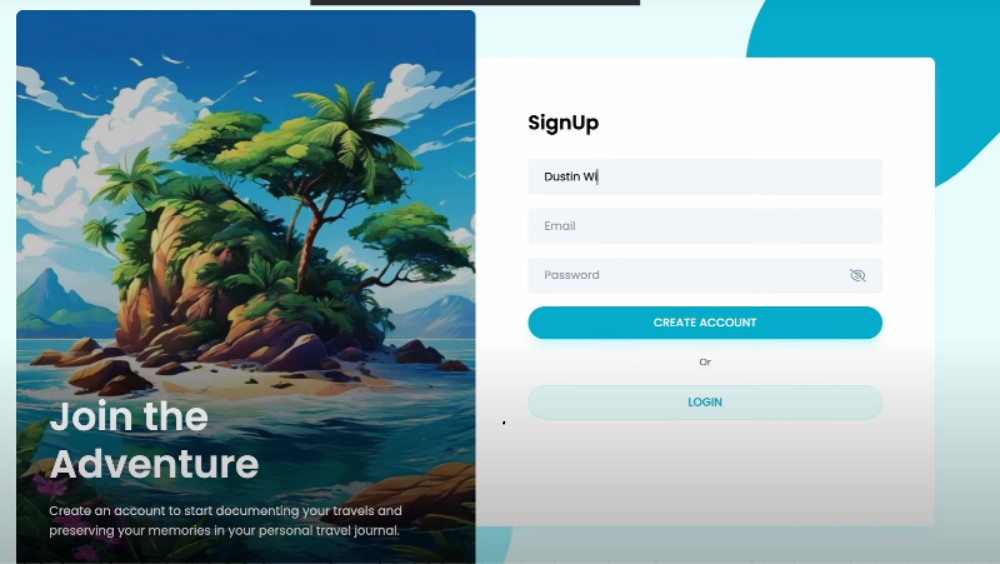 SignUp
Dustin Wi
Email
Password
CREATE ACCOUNT
Or
LOGIN
Join the
Adventure
Create an account to start documenting your travels and
preserving your memories in your personal travel journal.